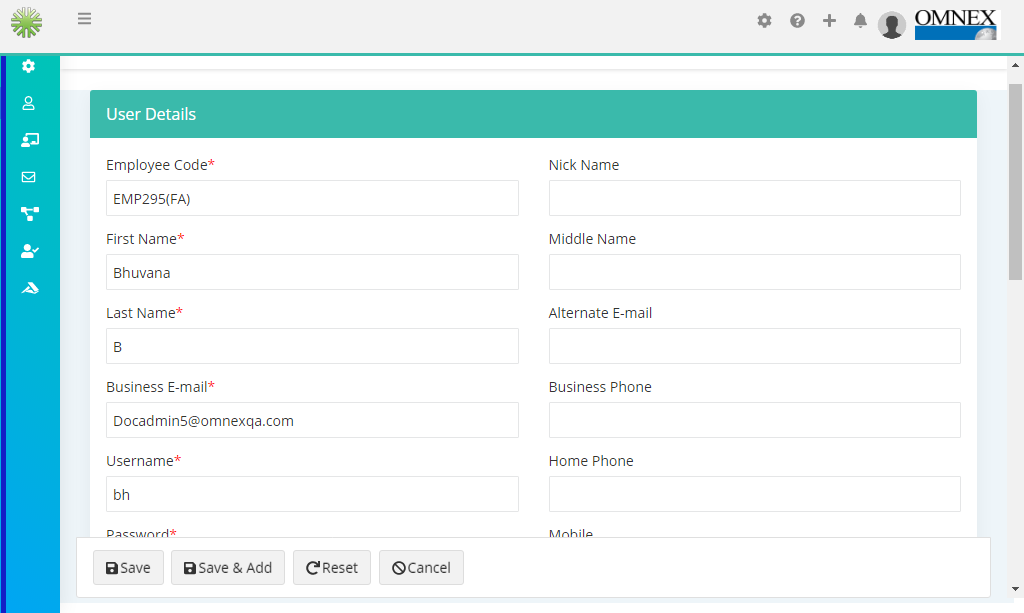 OMNEX
User Details
Employee Code*
Nick Name
EMP295(FA)
First Name*
Middle Name
Bhuvana
Last Name*
Alternate E-mail
B
Business E-mail*
Business Phone
Docadmin5@omnexqa.com
Username*
Home Phone
bh
Password*
Mobile
Save
Save & Add
Reset
Cancel